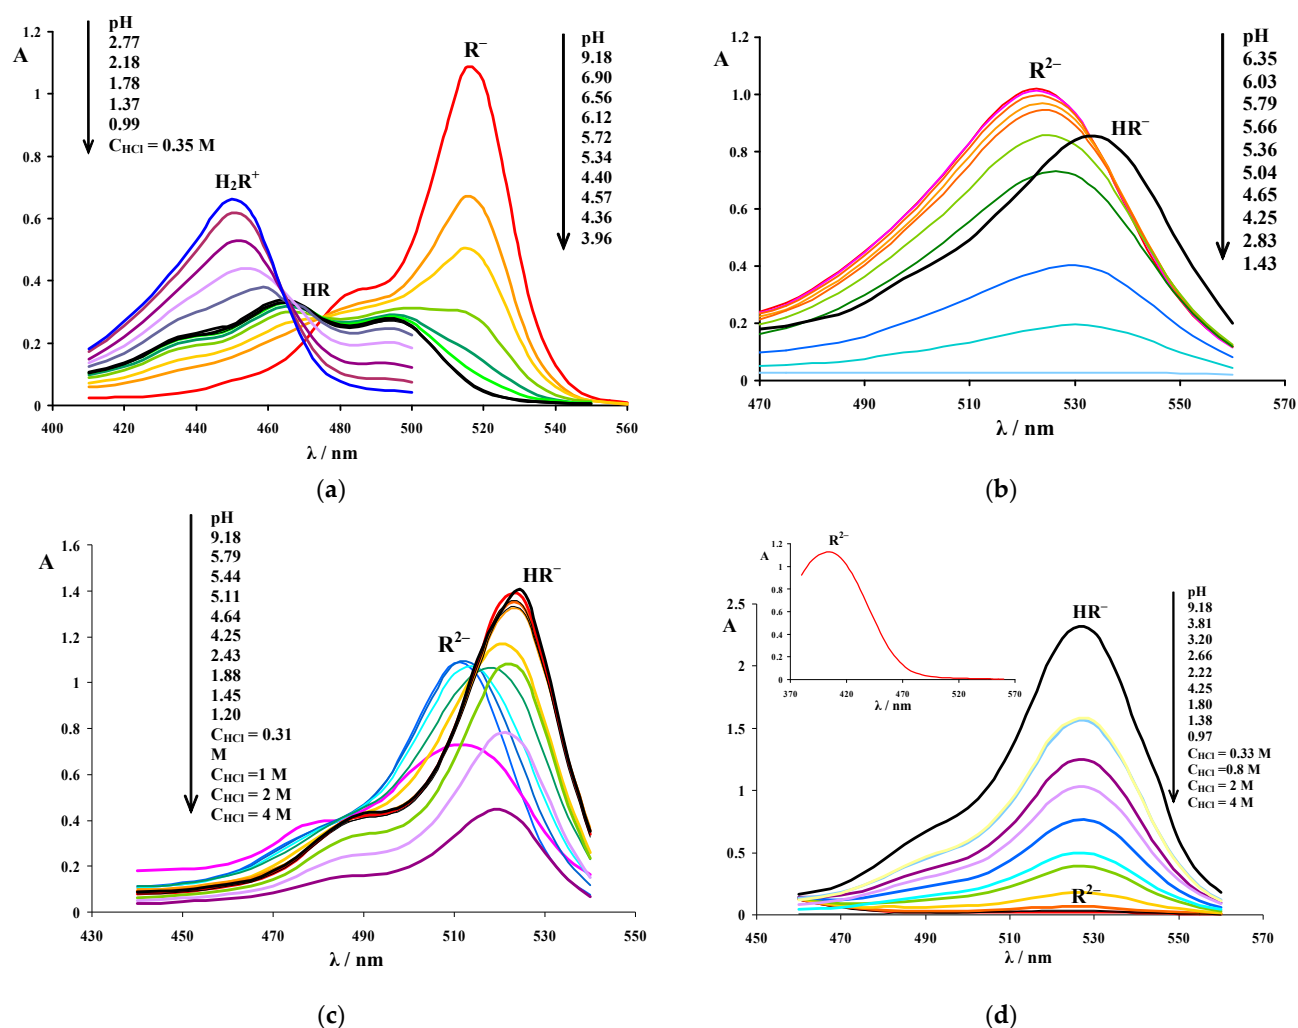 pH
2.77
2.18
1.78
1.37
0.99
C_HCl = 0.35 M
A
1.2
1
0.8
0.6
0.4
0.2
0
H₂R⁺
HR
R⁻
pH
9.18
6.90
6.56
6.12
5.72
5.34
4.40
4.57
4.36
3.96
400 420 440 460 480 500 520 540 560
λ / nm
(a)
A
1.2
1.0
0.8
0.6
0.4
0.2
0
R²⁻
HR⁻
pH
6.35
6.03
5.79
5.66
5.36
5.04
4.65
4.25
2.83
1.43
470 490 510 530 550 570
λ / nm
(b)
pH
9.18
5.79
5.44
5.11
4.64
4.25
2.43
1.88
1.45
1.20
C_HCl = 0.31
M
C_HCl =1 M
C_HCl = 2 M
C_HCl = 4 M
A
1.6
1.4
1.2
1
0.8
0.6
0.4
0.2
0
R²⁻
HR⁻
430 450 470 490 510 530 550
λ / nm
(c)
R²⁻
A
1.2
1
0.8
0.6
0.4
0.2
0
370 420 470 520 570
λ / nm
A
2.5
2
1.5
1
0.5
0
HR⁻
R²⁻
pH
9.18
3.81
3.20
2.66
2.22
4.25
1.80
1.38
0.97
C_HCl = 0.33 M
C_HCl =0.8 M
C_HCl = 2 M
C_HCl = 4 M
450 470 490 510 530 550 570
λ / nm
(d)